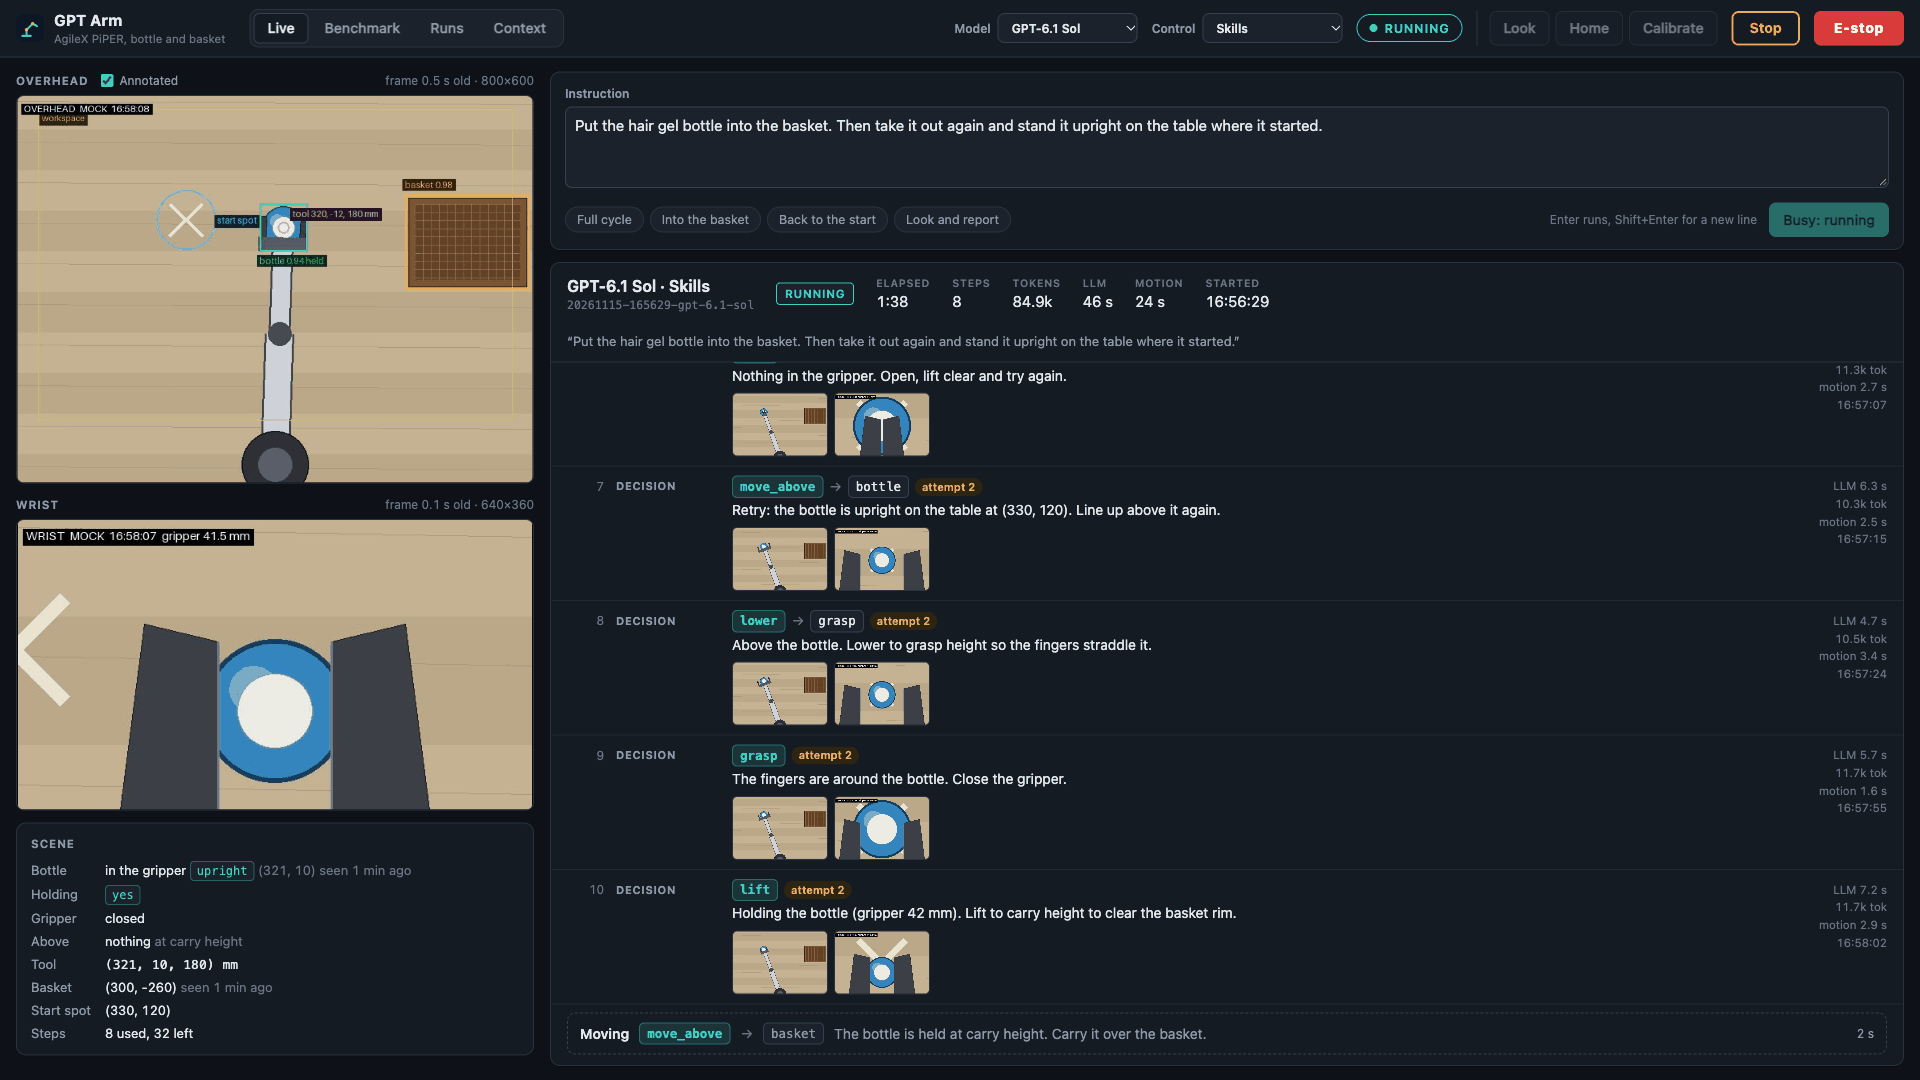 GPT Arm
AgileX PiPER, bottle and basket
Live Benchmark Runs Context
Model GPT-6.1 Sol Control Skills RUNNING Look Home Calibrate Stop E-stop
OVERHEAD Annotated frame 0.5 s old · 800×600
OVERHEAD MOCK 16:58:08
workspace
basket 0.98
start spot
tool 320, -12, 180 mm
bottle 0.94 held
WRIST frame 0.1 s old · 640×360
WRIST MOCK 16:58:07 gripper 41.5 mm
SCENE
Bottle in the gripper upright (321, 10) seen 1 min ago
Holding yes
Gripper closed
Above nothing at carry height
Tool (321, 10, 180) mm
Basket (300, -260) seen 1 min ago
Start spot (330, 120)
Steps 8 used, 32 left
Instruction
Put the hair gel bottle into the basket. Then take it out again and stand it upright on the table where it started.
Full cycle Into the basket Back to the start Look and report Enter runs, Shift+Enter for a new line Busy: running
GPT-6.1 Sol · Skills
20261115-165629-gpt-6.1-sol
RUNNING
ELAPSED STEPS TOKENS LLM MOTION STARTED
1:38 8 84.9k 46 s 24 s 16:56:29
“Put the hair gel bottle into the basket. Then take it out again and stand it upright on the table where it started.”
Nothing in the gripper. Open, lift clear and try again.
11.3k tok
motion 2.7 s
16:57:07
7 DECISION move_above → bottle attempt 2
Retry: the bottle is upright on the table at (330, 120). Line up above it again.
LLM 6.3 s
10.3k tok
motion 2.5 s
16:57:15
8 DECISION lower → grasp attempt 2
Above the bottle. Lower to grasp height so the fingers straddle it.
LLM 4.7 s
10.5k tok
motion 3.4 s
16:57:24
9 DECISION grasp attempt 2
The fingers are around the bottle. Close the gripper.
LLM 5.7 s
11.7k tok
motion 1.6 s
16:57:55
10 DECISION lift attempt 2
Holding the bottle (gripper 42 mm). Lift to carry height to clear the basket rim.
LLM 7.2 s
11.7k tok
motion 2.9 s
16:58:02
Moving move_above → basket The bottle is held at carry height. Carry it over the basket. 2 s